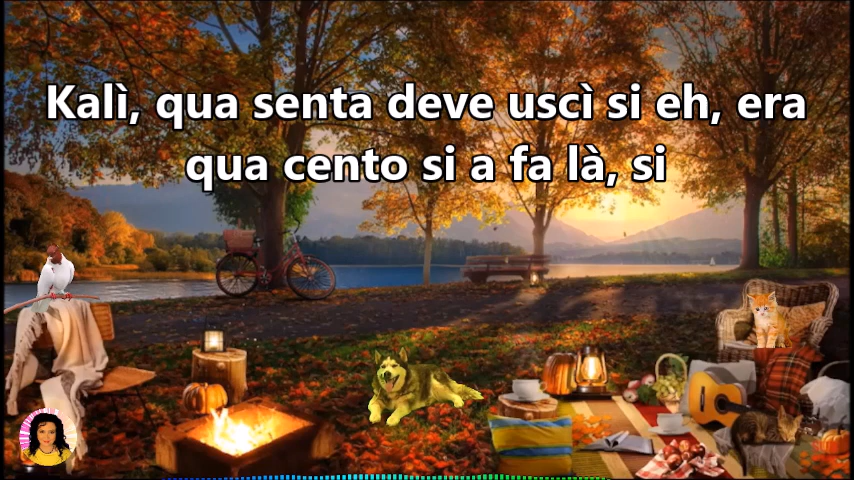 Kalì, qua senta deve uscì si eh, era
qua cento si a fa là, si